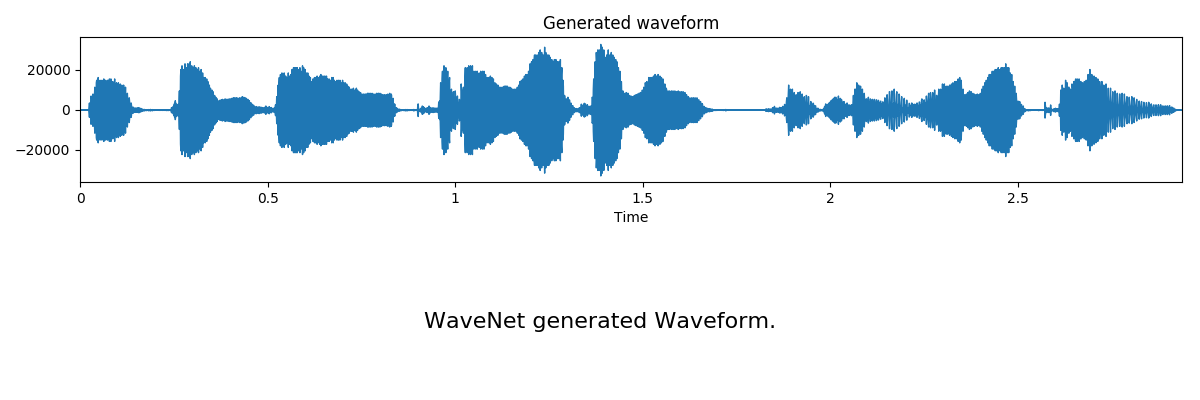 Generated waveform
20000
0
−20000
0 0.5 1 1.5 2 2.5
Time
WaveNet generated Waveform.